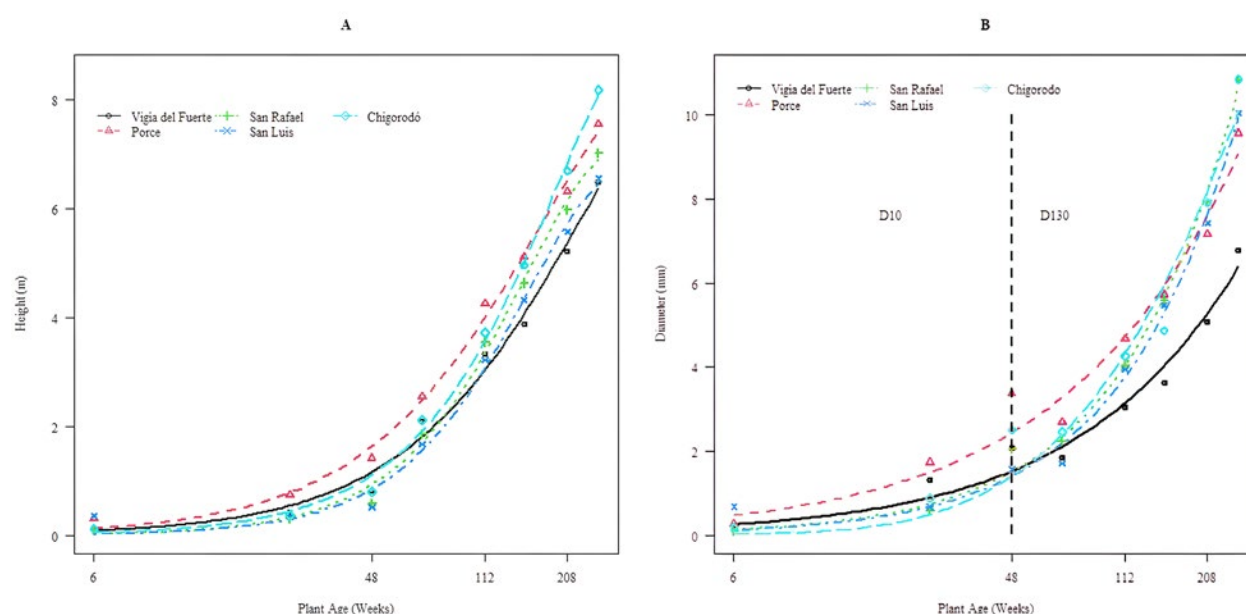 A
Vigía del Fuerte
Porce
San Rafael
San Luis
Chigorodó
8
6
4
2
0
Height (m)
6
48
112
208
Plant Age (Weeks)
B
Vigía del Fuerte
Porce
San Rafael
San Luis
Chigorodo
10
8
6
4
2
0
Diameter (mm)
D10
D130
6
48
112
208
Plant Age (Weeks)